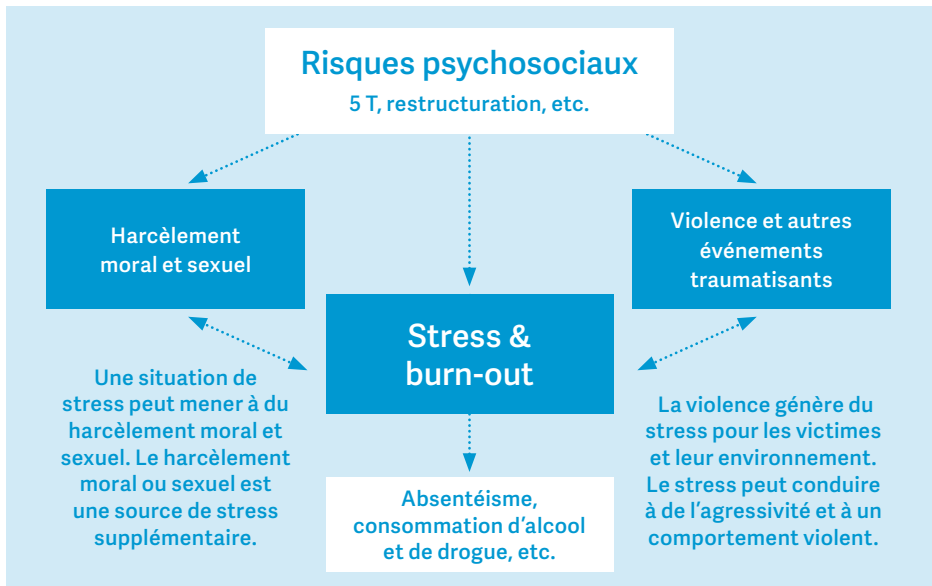 Risques psychosociaux
5 T, restructuration, etc.
Harcèlement
moral et sexuel
Violence et autres
événements
traumatisants
Stress &
burn-out
Une situation de
stress peut mener à du
harcèlement moral et
sexuel. Le harcèlement
moral ou sexuel est
une source de stress
supplémentaire.
La violence génère du
stress pour les victimes
et leur environnement.
Le stress peut conduire
à de l’agressivité et à un
comportement violent.
Absentéisme,
consommation d’alcool
et de drogue, etc.